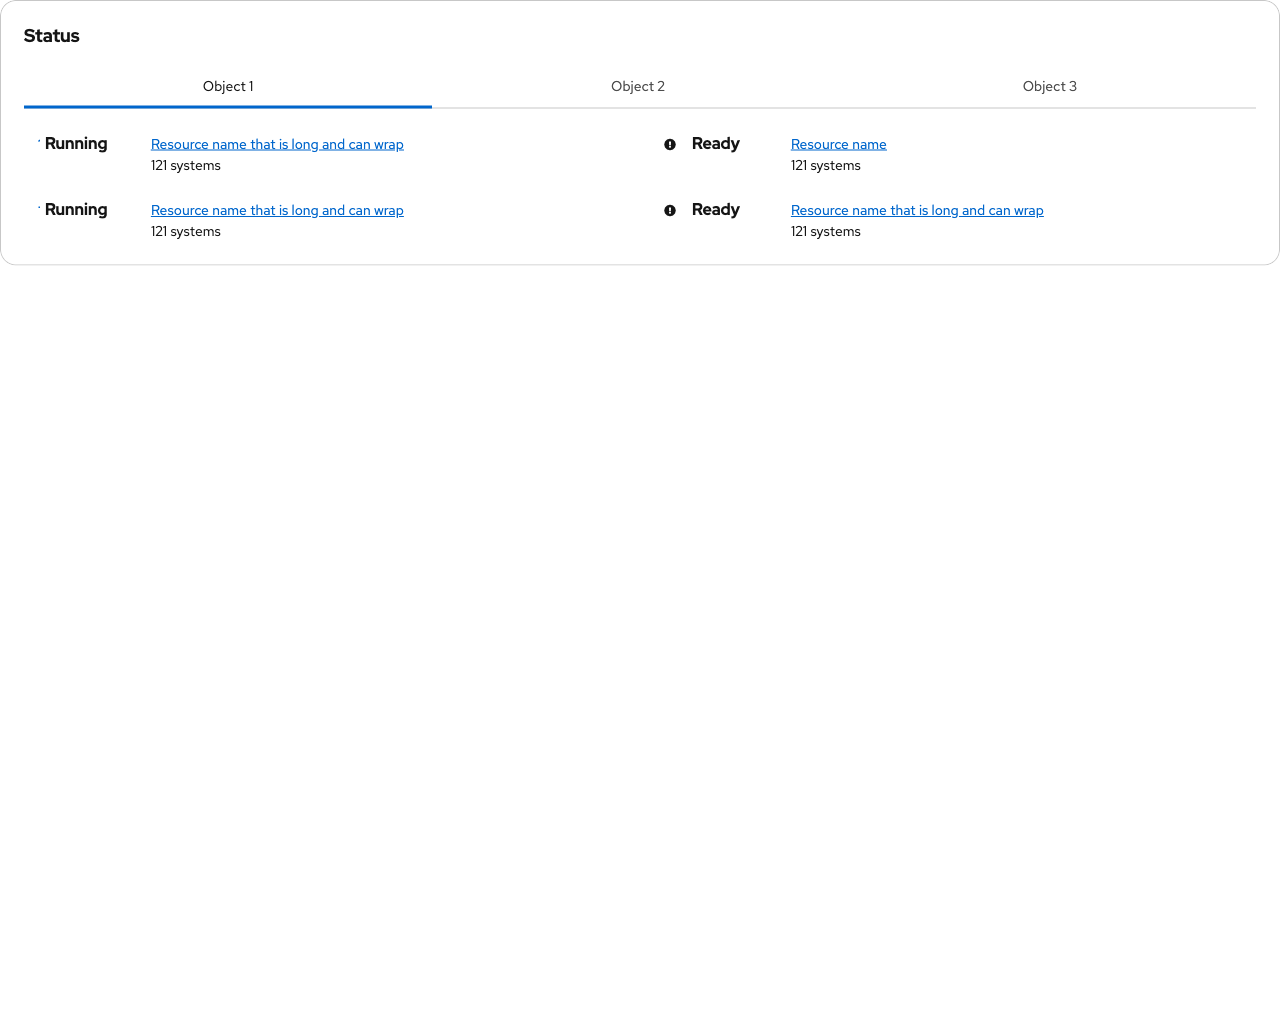 Status
Object 1 Object 2 Object 3
Running Resource name that is long and can wrap
121 systems
Ready Resource name
121 systems
Running Resource name that is long and can wrap
121 systems
Ready Resource name that is long and can wrap
121 systems